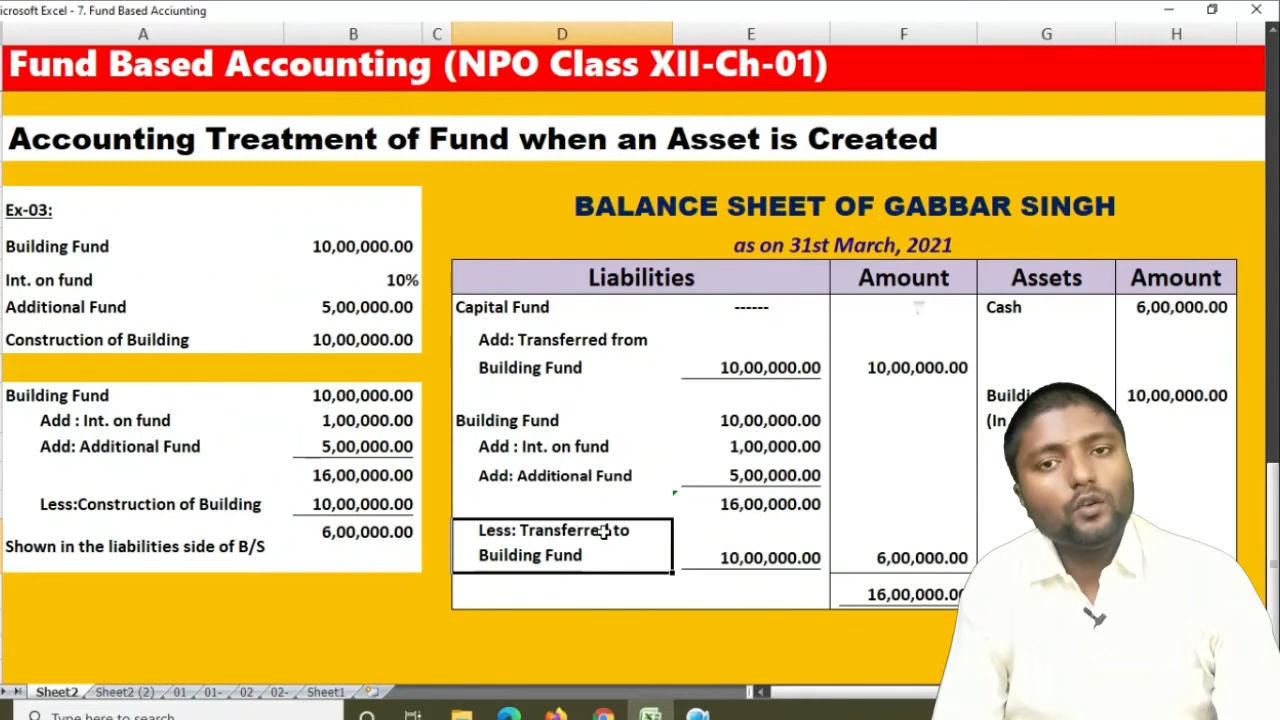 icrosoft Excel - 7. Fund Based Acciunting
A B C D E F G H
Fund Based Accounting (NPO Class XII-Ch-01)
Accounting Treatment of Fund when an Asset is Created
Ex-03:
Building Fund 10,00,000.00
Int. on fund 10%
Additional Fund 5,00,000.00
Construction of Building 10,00,000.00
Building Fund 10,00,000.00
Add : Int. on fund 1,00,000.00
Add: Additional Fund 5,00,000.00
16,00,000.00
Less:Construction of Building 10,00,000.00
6,00,000.00
Shown in the liabilities side of B/S
BALANCE SHEET OF GABBAR SINGH
as on 31st March, 2021
Liabilities Amount Assets Amount
Capital Fund ------ Cash 6,00,000.00
Add: Transferred from
Building Fund 10,00,000.00 10,00,000.00
Buildi 10,00,000.00
Building Fund 10,00,000.00 (In
Add : Int. on fund 1,00,000.00
Add: Additional Fund 5,00,000.00
16,00,000.00
Less: Transferred to
Building Fund 10,00,000.00 6,00,000.00
16,00,000.00
Sheet2 Sheet2 (2) 01 01- 02 02- Sheet1
Type here to search